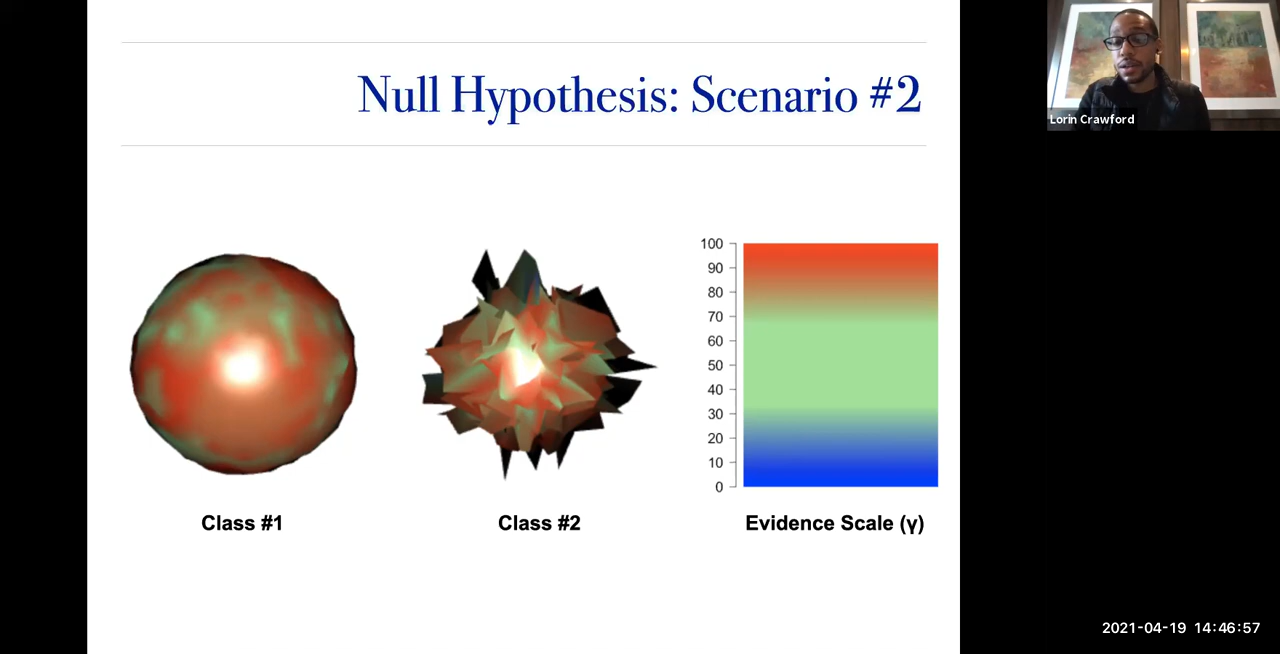 Null Hypothesis: Scenario #2
Lorin Crawford
100
90
80
70
60
50
40
30
20
10
0
Class #1
Class #2
Evidence Scale (γ)
2021-04-19 14:46:57